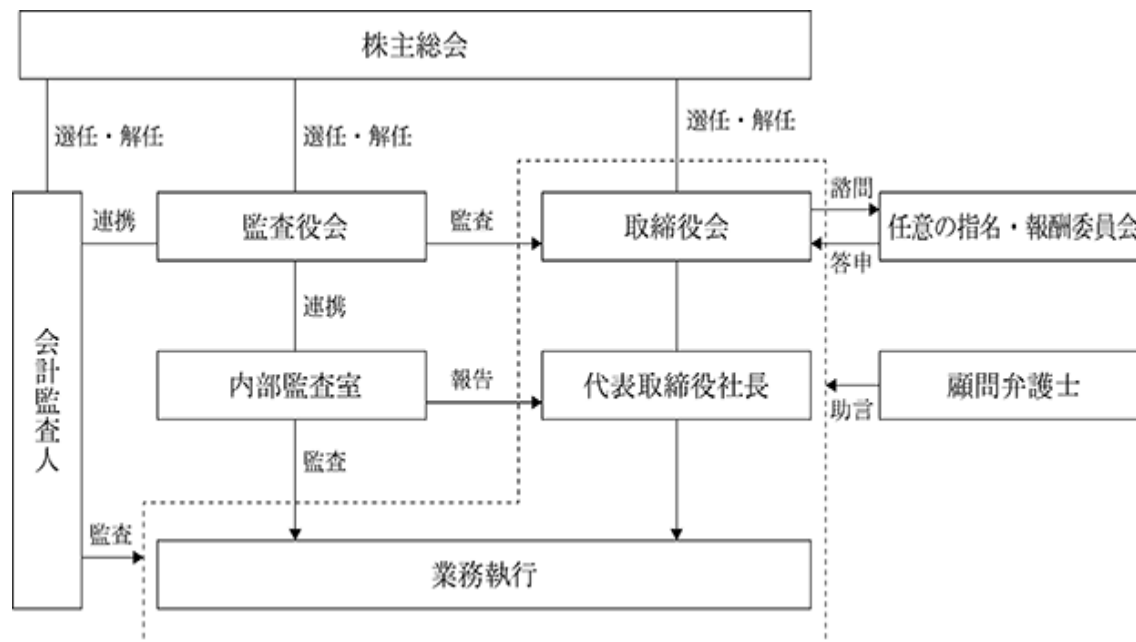 株主総会
選任・解任
選任・解任
選任・解任
諮問
連携
監査役会
監査
取締役会
任意の指名・報酬委員会
答申
連携
会計監査人
内部監査室
報告
代表取締役社長
顧問弁護士
助言
監査
監査
業務執行